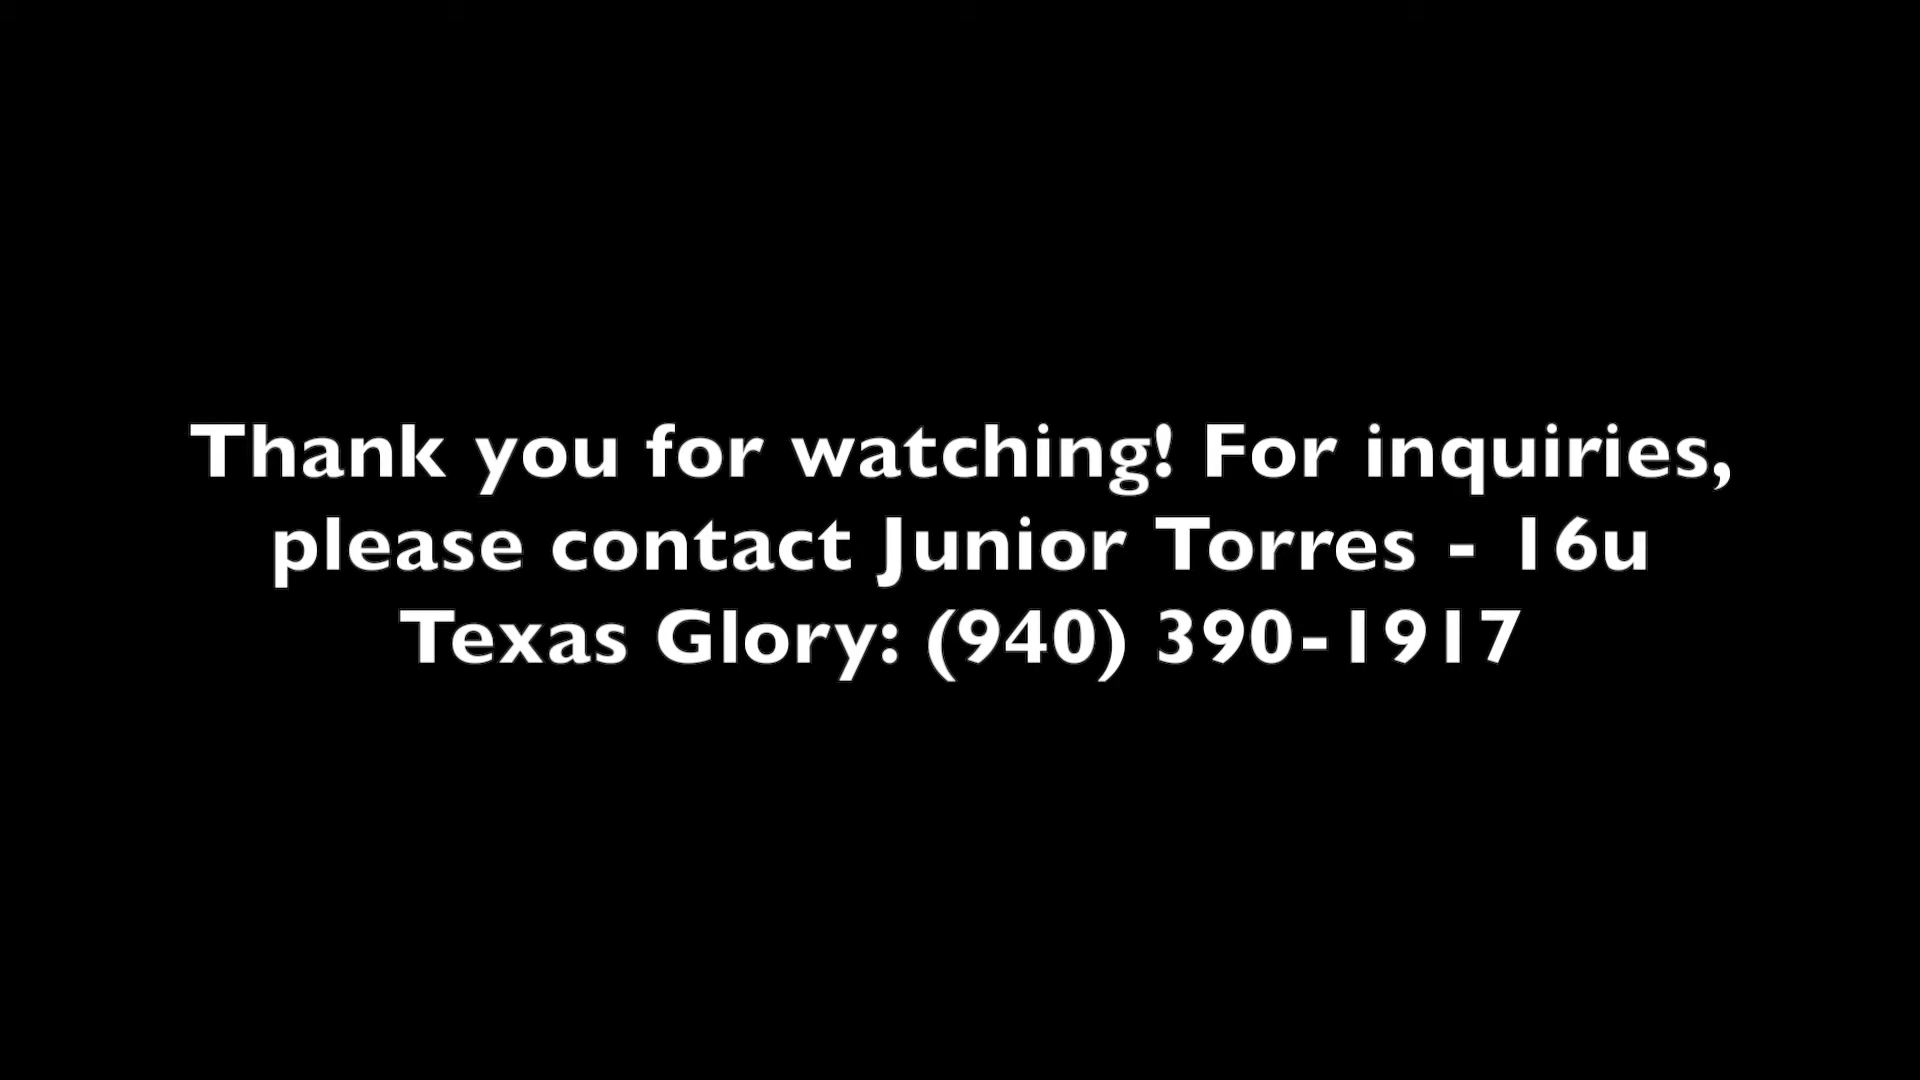 Thank you for watching! For inquiries,
please contact Junior Torres - 16u
Texas Glory: (940) 390-1917